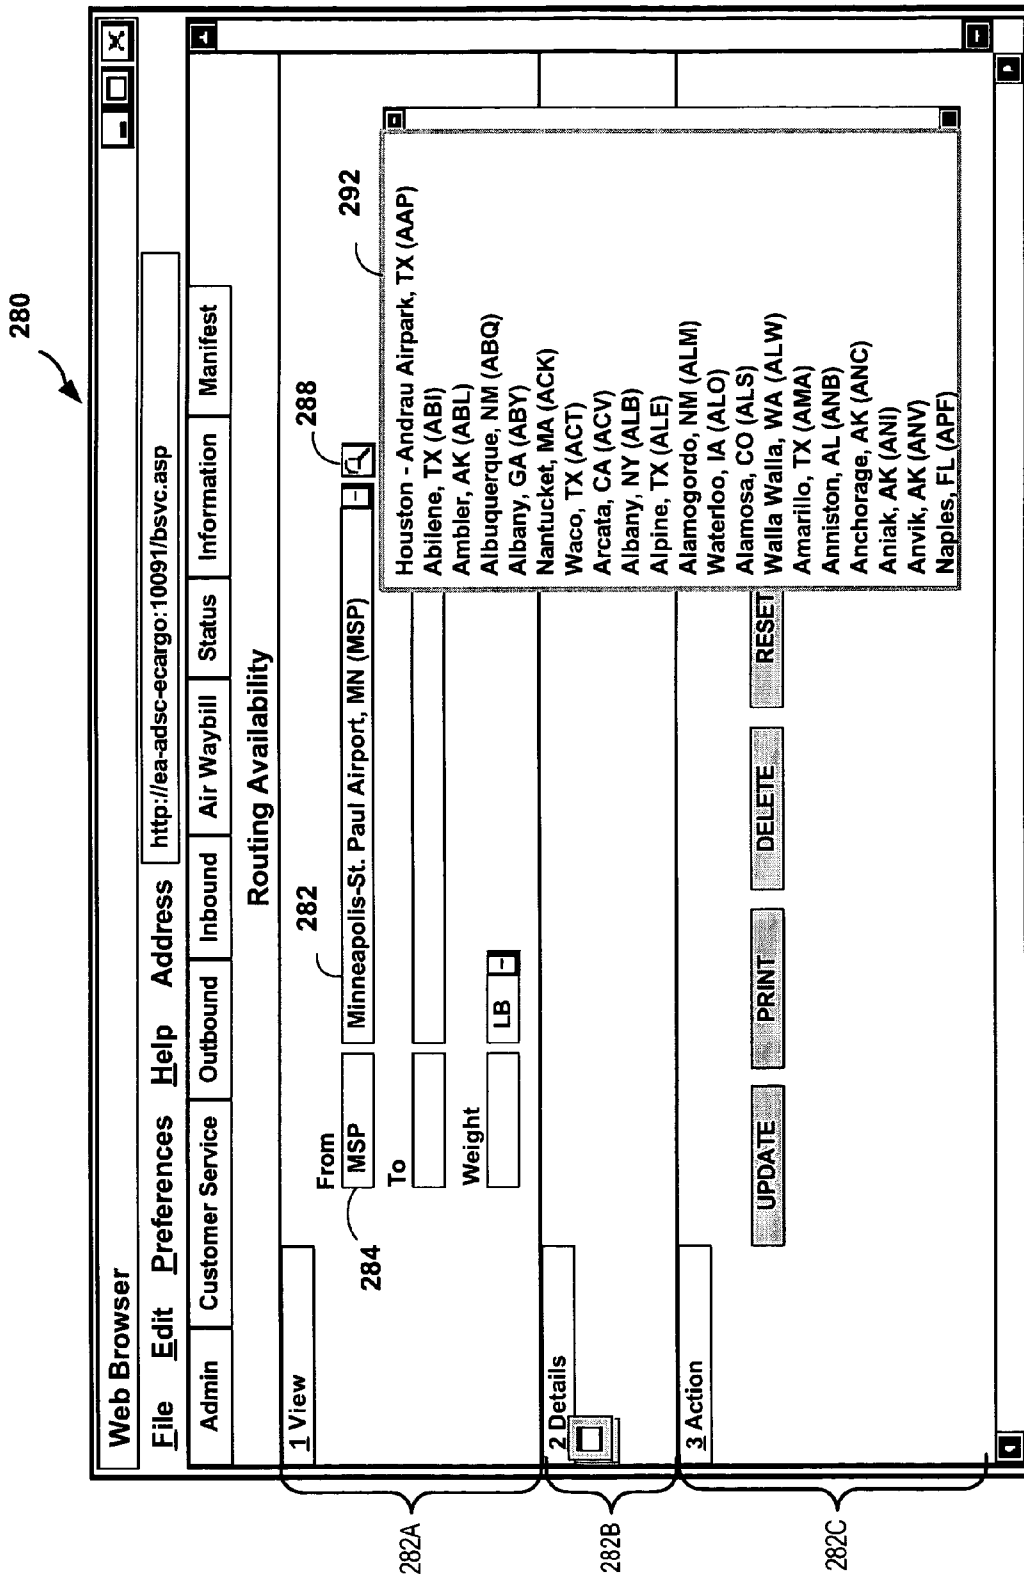 280
Web Browser
File Edit Preferences Help Address http://ea-adsc-ecargo:10091/bsvc.asp
Admin Customer Service Outbound Inbound Air Waybill Status Information Manifest
Routing Availability
1 View
282
288
292
From
MSP Minneapolis-St. Paul Airport, MN (MSP)
284
To
Weight
LB
Houston - Andrau Airpark, TX (AAP)
Abilene, TX (ABI)
Ambler, AK (ABL)
Albuquerque, NM (ABQ)
Albany, GA (ABY)
Nantucket, MA (ACK)
Waco, TX (ACT)
Arcata, CA (ACV)
Albany, NY (ALB)
Alpine, TX (ALE)
Alamogordo, NM (ALM)
Waterloo, IA (ALO)
Alamosa, CO (ALS)
Walla Walla, WA (ALW)
Amarillo, TX (AMA)
Anniston, AL (ANB)
Anchorage, AK (ANC)
Aniak, AK (ANI)
Anvik, AK (ANV)
Naples, FL (APF)
2 Details
3 Action
UPDATE PRINT DELETE RESET
282A
282B
282C